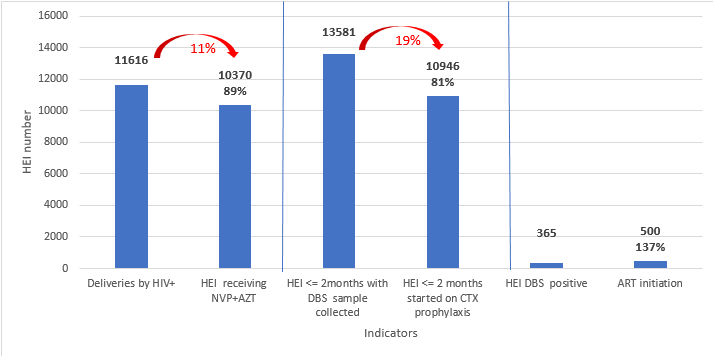 16000
14000
12000
10000
8000
6000
4000
2000
0
HEI number
11616
11%
10370
89%
13581
19%
10946
81%
365
500
137%
Deliveries by HIV+
HEI receiving
NVP+AZT
HEI <= 2months with
DBS sample
collected
HEI <= 2 months
started on CTX
prophylaxis
HEI DBS positive
ART initiation
Indicators